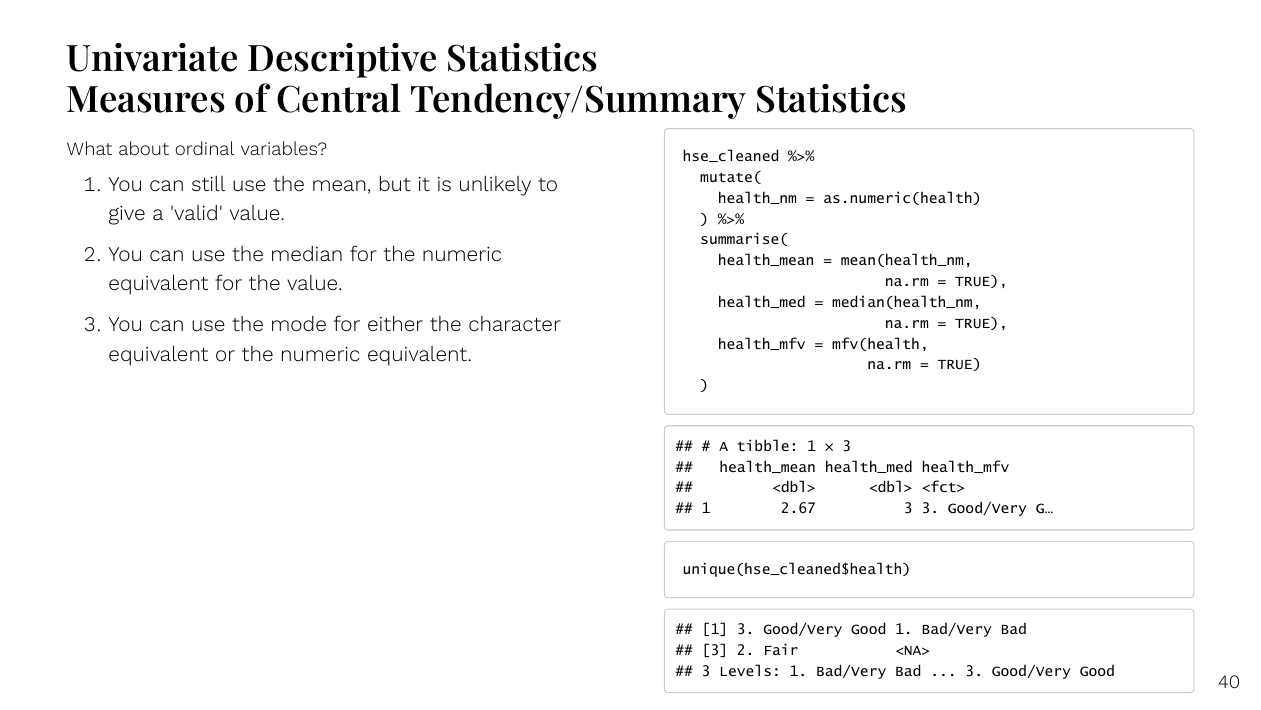 Univariate Descriptive Statistics
Measures of Central Tendency/Summary Statistics
What about ordinal variables?
1. You can still use the mean, but it is unlikely to
give a 'valid' value.
2. You can use the median for the numeric
equivalent for the value.
3. You can use the mode for either the character
equivalent or the numeric equivalent.
hse_cleaned %>%
  mutate(
    health_nm = as.numeric(health)
  ) %>%
  summarise(
    health_mean = mean(health_nm,
                       na.rm = TRUE),
    health_med = median(health_nm,
                       na.rm = TRUE),
    health_mfv = mfv(health,
                     na.rm = TRUE)
  )
## # A tibble: 1 × 3
##   health_mean health_med health_mfv
##         <dbl>      <dbl> <fct>
## 1        2.67          3 3. Good/Very G…
unique(hse_cleaned$health)
## [1] 3. Good/Very Good 1. Bad/Very Bad
## [3] 2. Fair           <NA>
## 3 Levels: 1. Bad/Very Bad ... 3. Good/Very Good
40